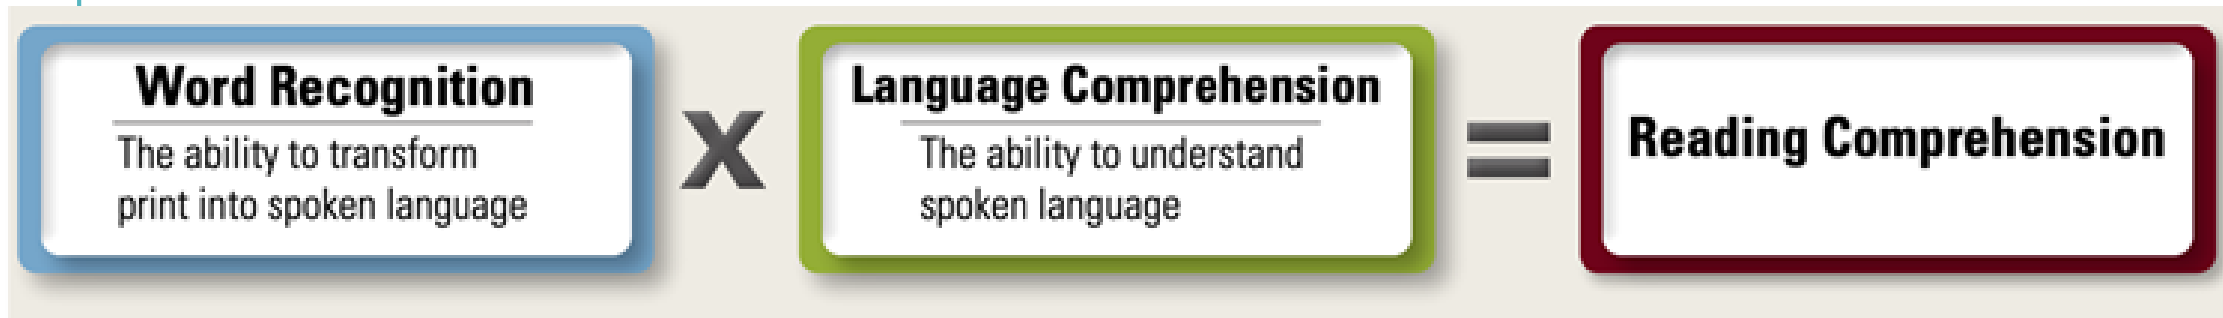 Word Recognition
The ability to transform
print into spoken language
x
Language Comprehension
The ability to understand
spoken language
=
Reading Comprehension